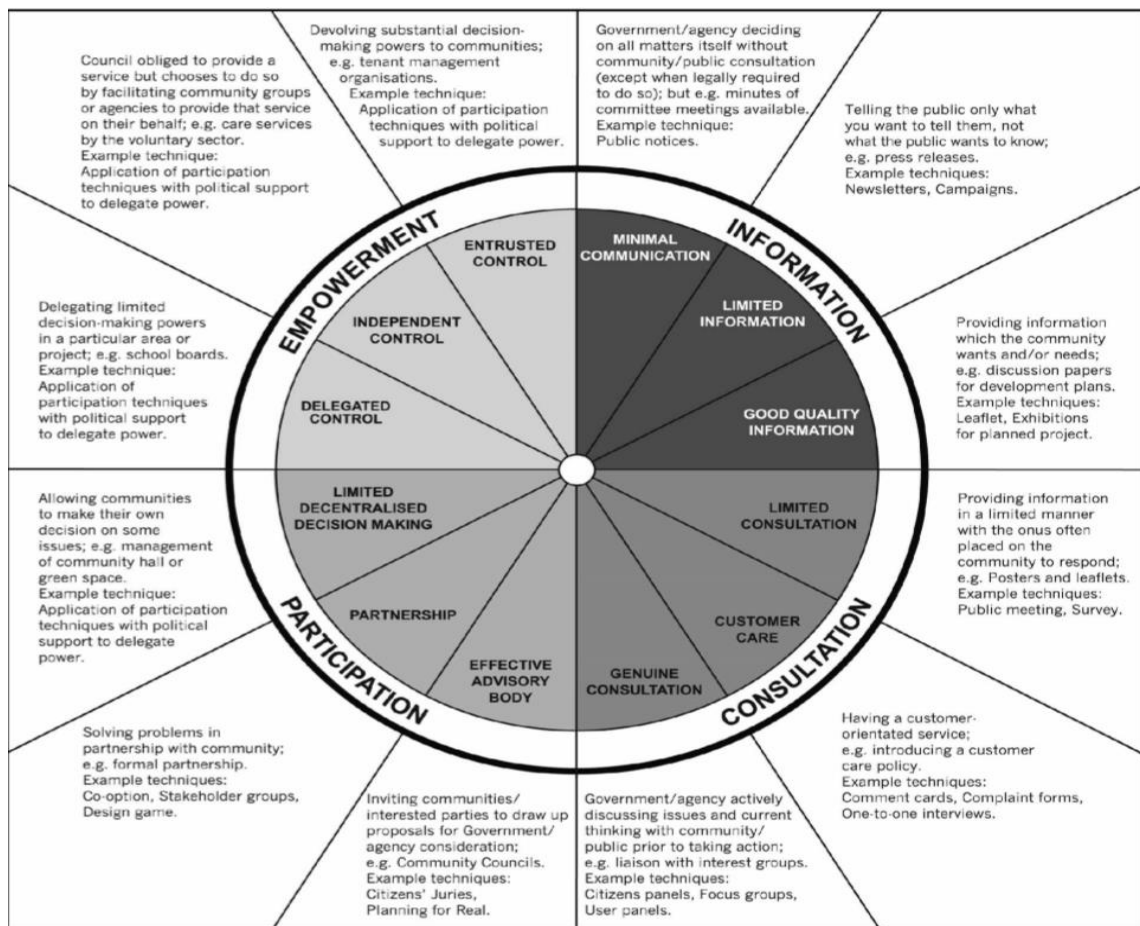 Government/agency deciding
on all matters itself without
community/public consultation
(except when legally required
to do so); but e.g. minutes of
committee meetings available.
Example technique:
Public notices.
Telling the public only what
you want to tell them, not
what the public wants to know;
e.g. press releases.
Example techniques:
Newsletters, Campaigns.
Providing information
which the community
wants and/or needs;
e.g. discussion papers
for development plans.
Example techniques:
Leaflet, Exhibitions
for planned project.
Providing information
in a limited manner
with the onus often
placed on the
community to respond;
e.g. Posters and leaflets.
Example techniques:
Public meeting, Survey.
Having a customer-
orientated service;
e.g. introducing a customer
care policy.
Example techniques:
Comment cards, Complaint forms,
One-to-one interviews.
Government/agency actively
discussing issues and current
thinking with community/
public prior to taking action;
e.g. liaison with interest groups.
Example techniques:
Citizens panels, Focus groups,
User panels.
Inviting communities/
interested parties to draw up
proposals for Government/
agency consideration;
e.g. Community Councils.
Example techniques:
Citizens' Juries,
Planning for Real.
Solving problems in
partnership with community;
e.g. formal partnership.
Example techniques:
Co-option, Stakeholder groups,
Design game.
Allowing communities
to make their own
decision on some
issues; e.g. management
of community hall or
green space.
Example technique:
Application of participation
techniques with political
support to delegate
power.
Delegating limited
decision-making powers
in a particular area or
project; e.g. school boards.
Example technique:
Application of
participation techniques
with political support
to delegate power.
Council obliged to provide a
service but chooses to do so
by facilitating community groups
or agencies to provide that service
on their behalf; e.g. care services
by the voluntary sector.
Example technique:
Application of participation
techniques with political support
to delegate power.
Devolving substantial decision-
making powers to communities;
e.g. tenant management
organisations.
Example technique:
Application of participation
techniques with political
support to delegate power.
INFORMATION
MINIMAL
COMMUNICATION
LIMITED
INFORMATION
GOOD QUALITY
INFORMATION
CONSULTATION
LIMITED
CONSULTATION
CUSTOMER
CARE
GENUINE
CONSULTATION
PARTICIPATION
EFFECTIVE
ADVISORY
BODY
PARTNERSHIP
LIMITED
DECENTRALISED
DECISION MAKING
EMPOWERMENT
DELEGATED
CONTROL
INDEPENDENT
CONTROL
ENTRUSTED
CONTROL